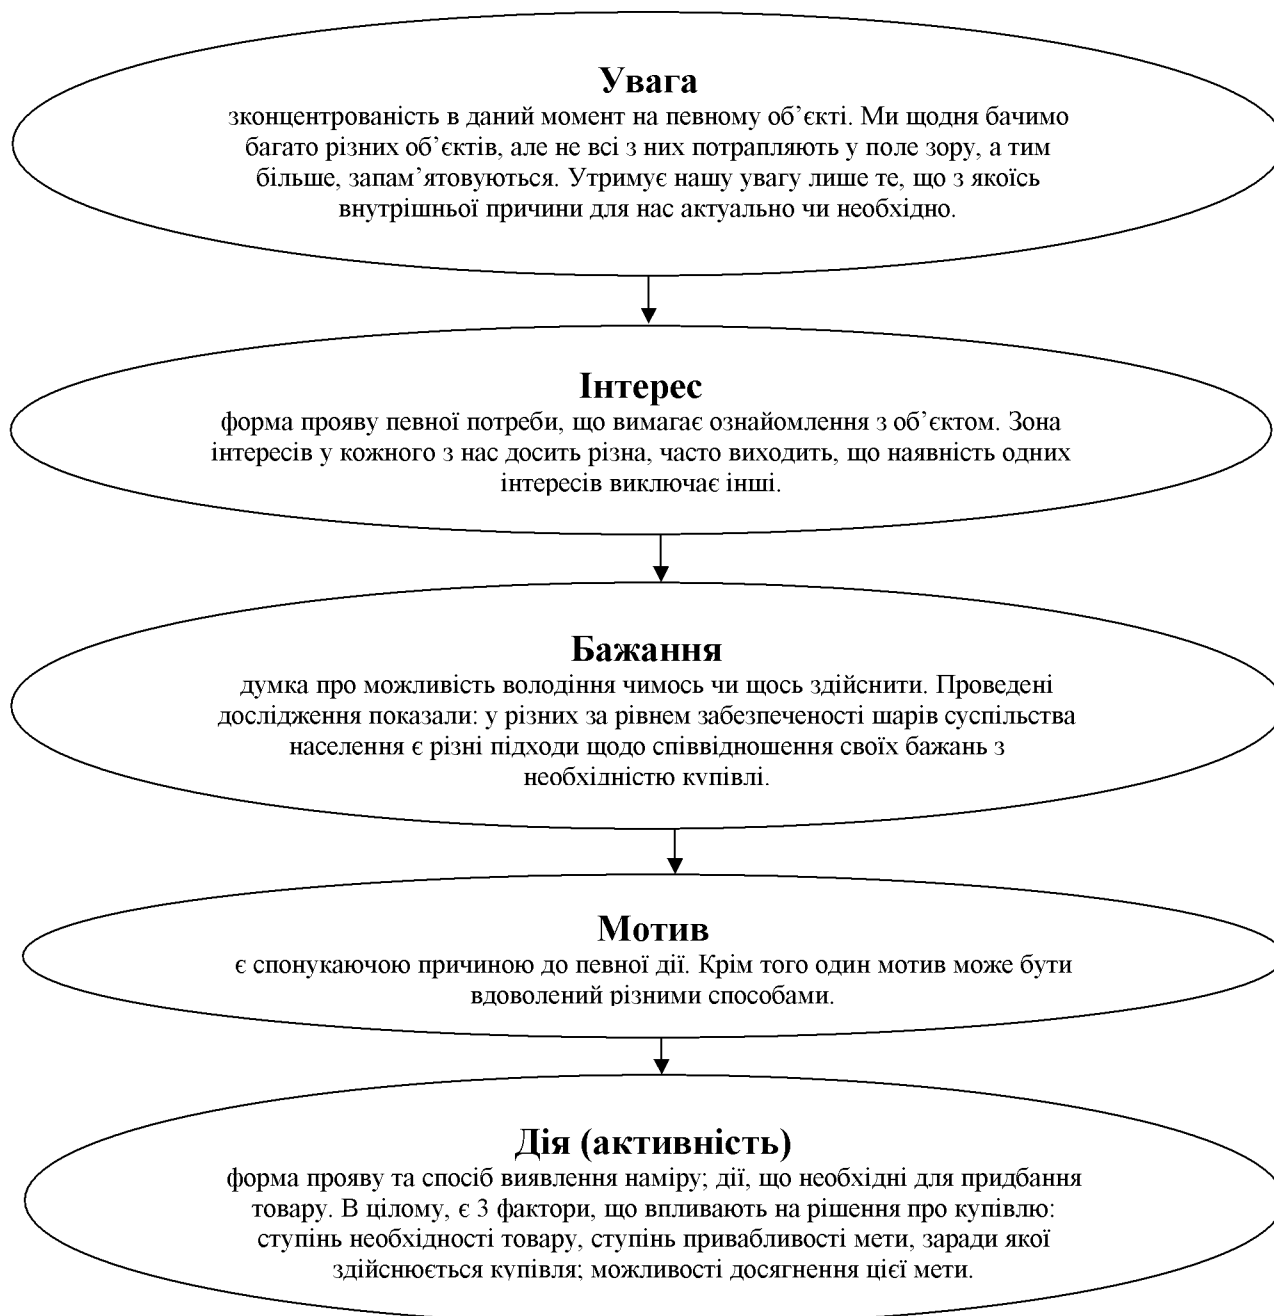 Увага
зконцентрованість в даний момент на певному об’єкті. Ми щодня бачимо
багато різних об’єктів, але не всі з них потрапляють у поле зору, а тим
більше, запам’ятовуються. Утримує нашу увагу лише те, що з якоїсь
внутрішньої причини для нас актуально чи необхідно.
Інтерес
форма прояву певної потреби, що вимагає ознайомлення з об’єктом. Зона
інтересів у кожного з нас досить різна, часто виходить, що наявність одних
інтересів виключає інші.
Бажання
думка про можливість володіння чимось чи щось здійснити. Проведені
дослідження показали: у різних за рівнем забезпеченості шарів суспільства
населення є різні підходи щодо співвідношення своїх бажань з
необхідністю купівлі.
Мотив
є спонукаючою причиною до певної дії. Крім того один мотив може бути
вдоволений різними способами.
Дія (активність)
форма прояву та спосіб виявлення наміру; дії, що необхідні для придбання
товару. В цілому, є 3 фактори, що впливають на рішення про купівлю:
ступінь необхідності товару, ступінь привабливості мети, заради якої
здійснюється купівля; можливості досягнення цієї мети.